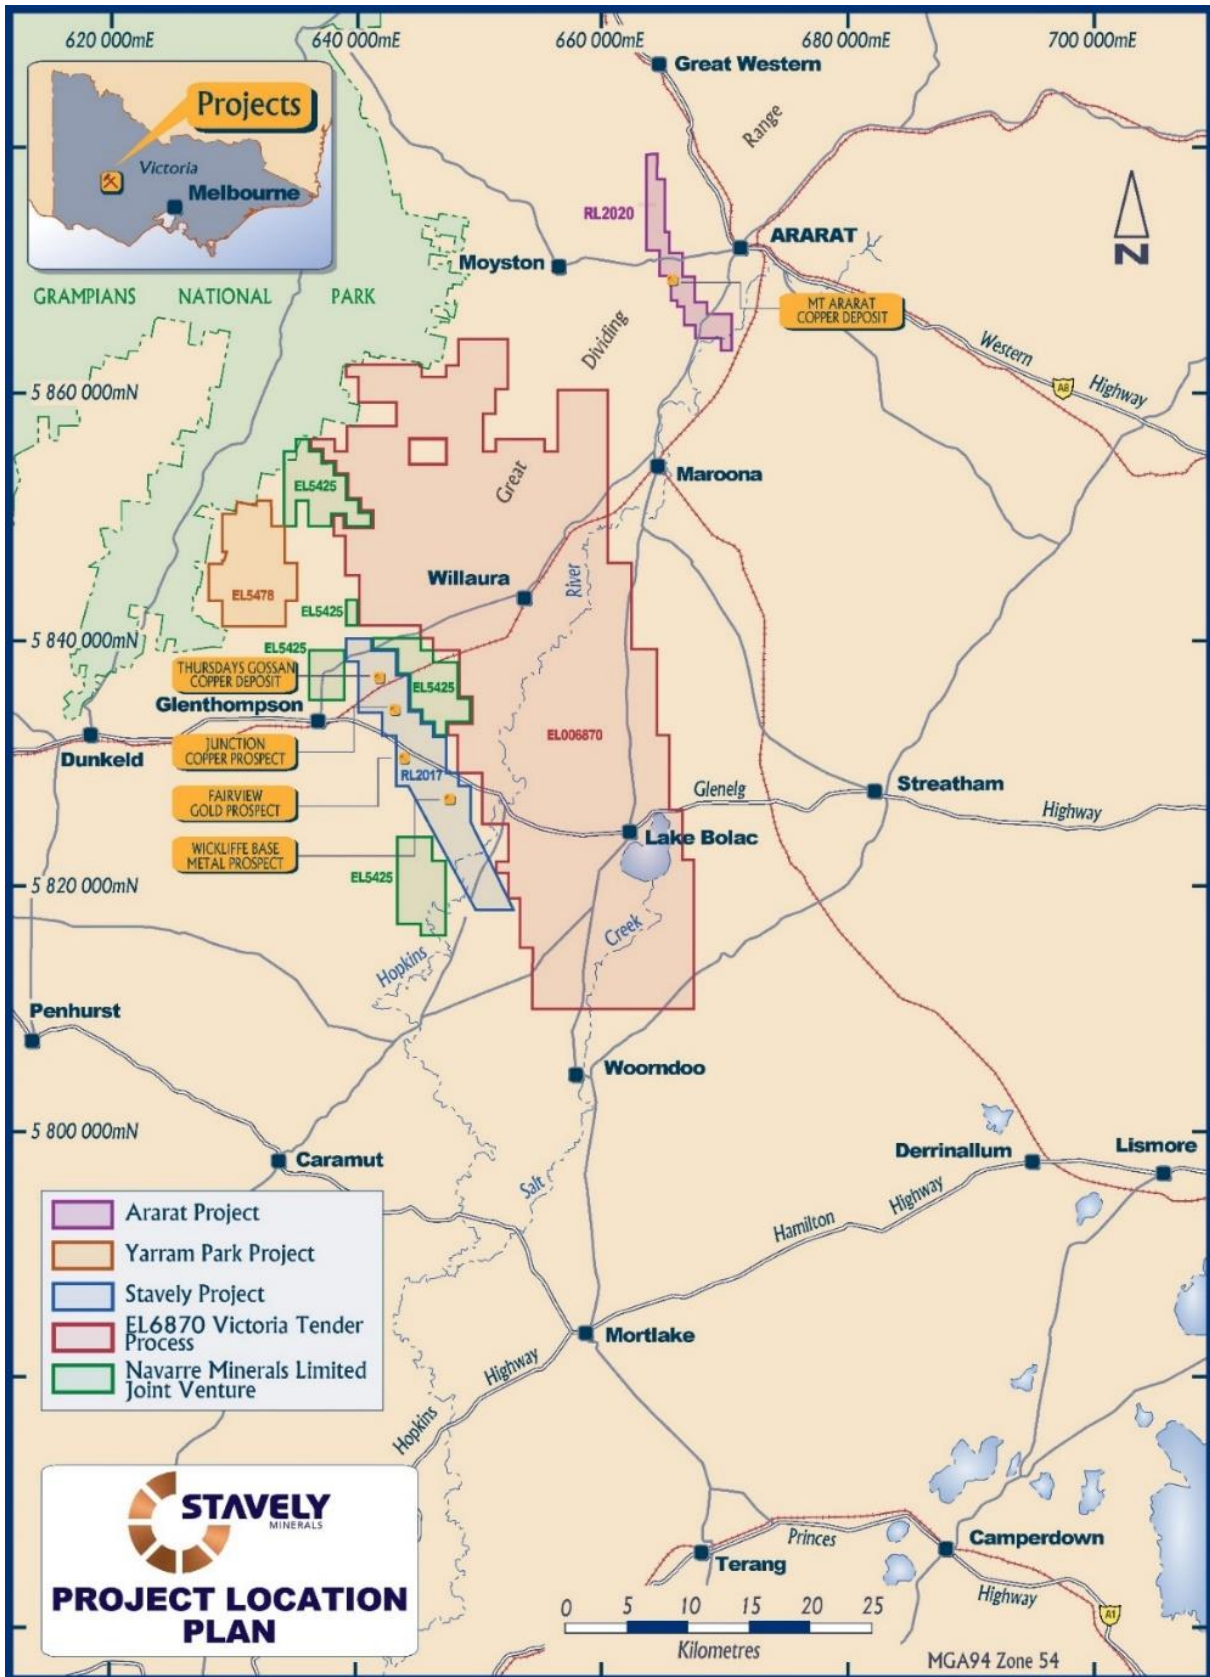 620 000mE
640 000mE
660 000mE
680 000mE
700 000mE
Projects
Victoria
Melbourne
Great Western
Range
RL2020
ARARAT
Moyston
GRAMPIANS NATIONAL PARK
MT ARARAT
COPPER DEPOSIT
Dividing
Western
Highway
A8
5 860 000mN
Great
Maroona
EL5425
Willaura
River
EL5478
EL5425
5 840 000mN
EL5425
THURSDAYS GOSSAN
COPPER DEPOSIT
EL5425
Glenthompson
EL006870
JUNCTION
COPPER PROSPECT
Dunkeld
RL2017
Streatham
Glenelg
Highway
FAIRVIEW
GOLD PROSPECT
Lake Bolac
WICKLIFFE BASE
METAL PROSPECT
EL5425
5 820 000mN
Creek
Hopkins
Penhurst
Woorndoo
5 800 000mN
Derrinallum
Lismore
Caramut
Salt
Highway
Hamilton
Ararat Project
Yarram Park Project
Stavely Project
EL6870 Victoria Tender
Process
Navarre Minerals Limited
Joint Venture
Mortlake
Highway
Hopkins
STAVELY
MINERALS
PROJECT LOCATION
PLAN
Princes
Camperdown
Terang
Highway
A1
0 5 10 15 20 25
Kilometres
MGA94 Zone 54